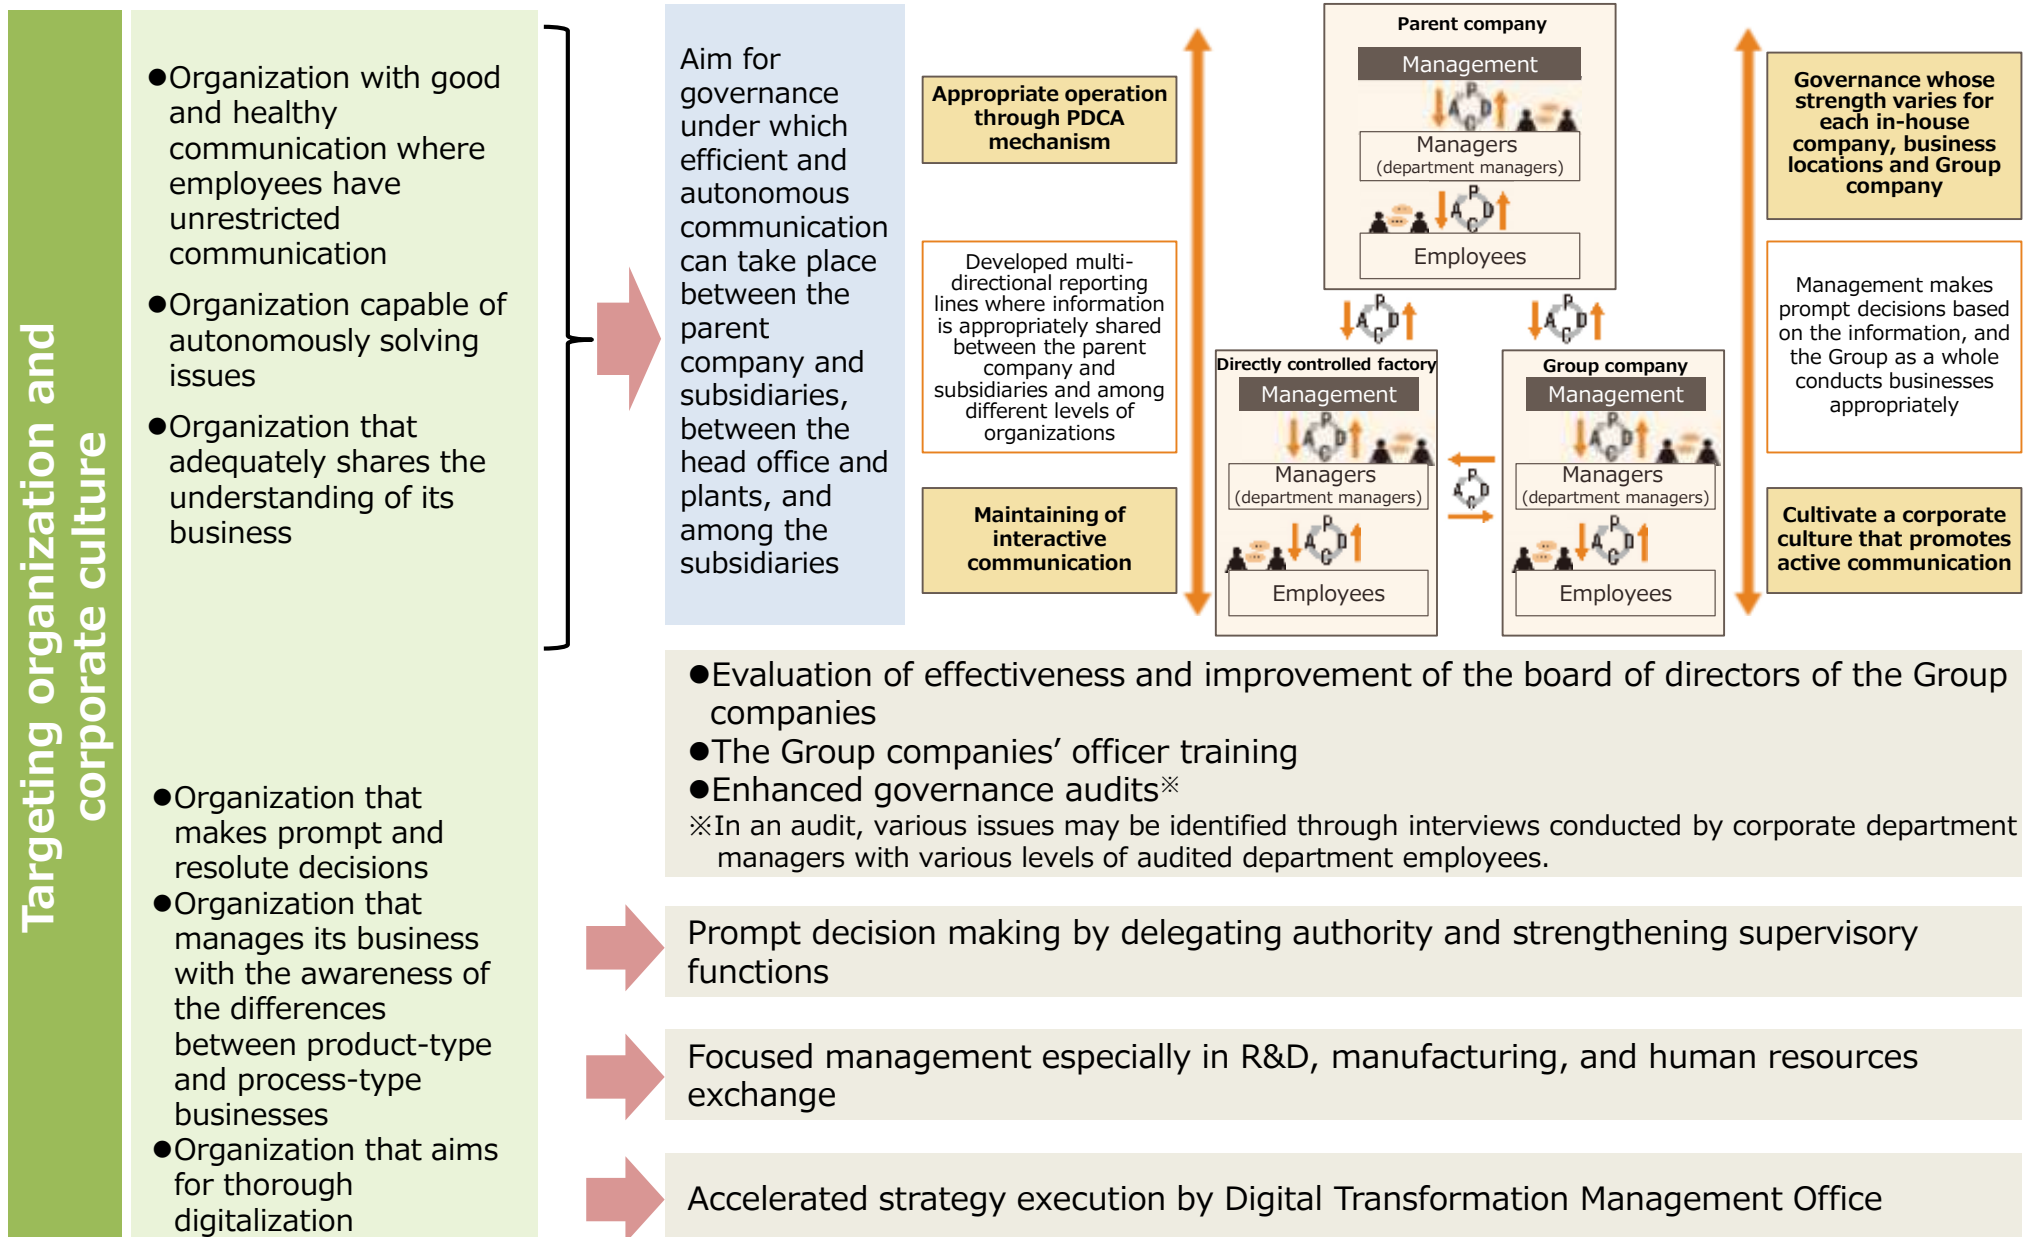 Targeting organization and
corporate culture
●Organization with good
and healthy
communication where
employees have
unrestricted
communication
●Organization capable of
autonomously solving
issues
●Organization that
adequately shares the
understanding of its
business
●Organization that
makes prompt and
resolute decisions
●Organization that
manages its business
with the awareness of
the differences
between product-type
and process-type
businesses
●Organization that aims
for thorough
digitalization
Aim for
governance
under which
efficient and
autonomous
communication
can take place
between the
parent
company and
subsidiaries,
between the
head office and
plants, and
among the
subsidiaries
Appropriate operation
through PDCA
mechanism
Developed multi-
directional reporting
lines where information
is appropriately shared
between the parent
company and
subsidiaries and among
different levels of
organizations
Maintaining of
interactive
communication
Parent company
Management
P
A D
C
Managers
(department managers)
P
A D
C
Employees
P
A D
C
P
A D
C
Directly controlled factory
Management
P
A D
C
Managers
(department managers)
P
A D
C
Employees
P
A D
C
Group company
Management
P
A D
C
Managers
(department managers)
P
A D
C
Employees
Governance whose
strength varies for
each in-house
company, business
locations and Group
company
Management makes
prompt decisions based
on the information, and
the Group as a whole
conducts businesses
appropriately
Cultivate a corporate
culture that promotes
active communication
●Evaluation of effectiveness and improvement of the board of directors of the Group
companies
●The Group companies’ officer training
●Enhanced governance audits※
※In an audit, various issues may be identified through interviews conducted by corporate department
managers with various levels of audited department employees.
Prompt decision making by delegating authority and strengthening supervisory
functions
Focused management especially in R&D, manufacturing, and human resources
exchange
Accelerated strategy execution by Digital Transformation Management Office